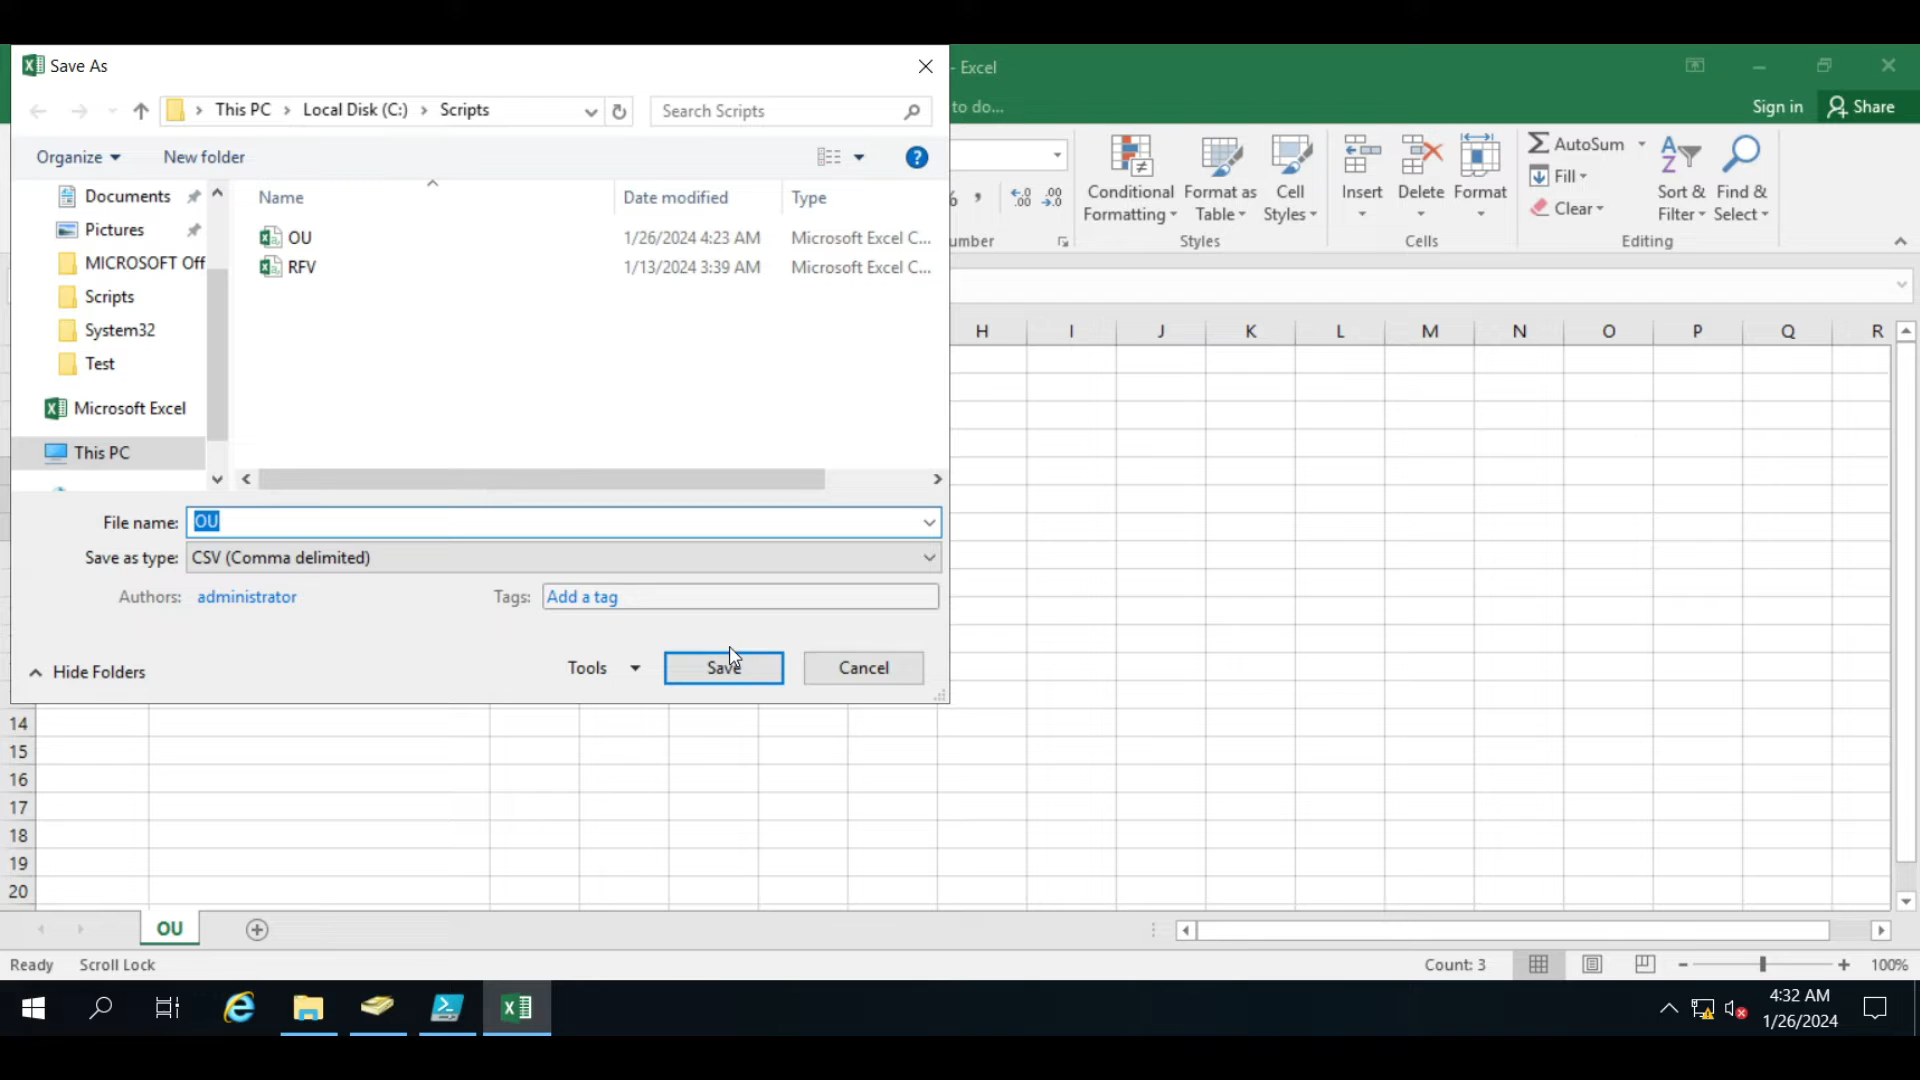 Save As
- Excel
This PC
Local Disk (C:)
Scripts
Search Scripts
to do...
Sign in
Share
Organize
New folder
Documents
Pictures
MICROSOFT Off
Scripts
System32
Test
Microsoft Excel
This PC
Name
Date modified
Type
OU
1/26/2024 4:23 AM
Microsoft Excel C...
RFV
1/13/2024 3:39 AM
Microsoft Excel C...
File name:
OU
Save as type:
CSV (Comma delimited)
Authors:
administrator
Tags:
Add a tag
Hide Folders
Tools
Save
Cancel
Conditional
Formatting
Format as
Table
Cell
Styles
Insert
Delete
Format
AutoSum
Fill
Clear
Sort &
Filter
Find &
Select
umber
Styles
Cells
Editing
H I J K L M N O P Q R
14
15
16
17
18
19
20
OU
Ready
Scroll Lock
Count: 3
100%
4:32 AM
1/26/2024